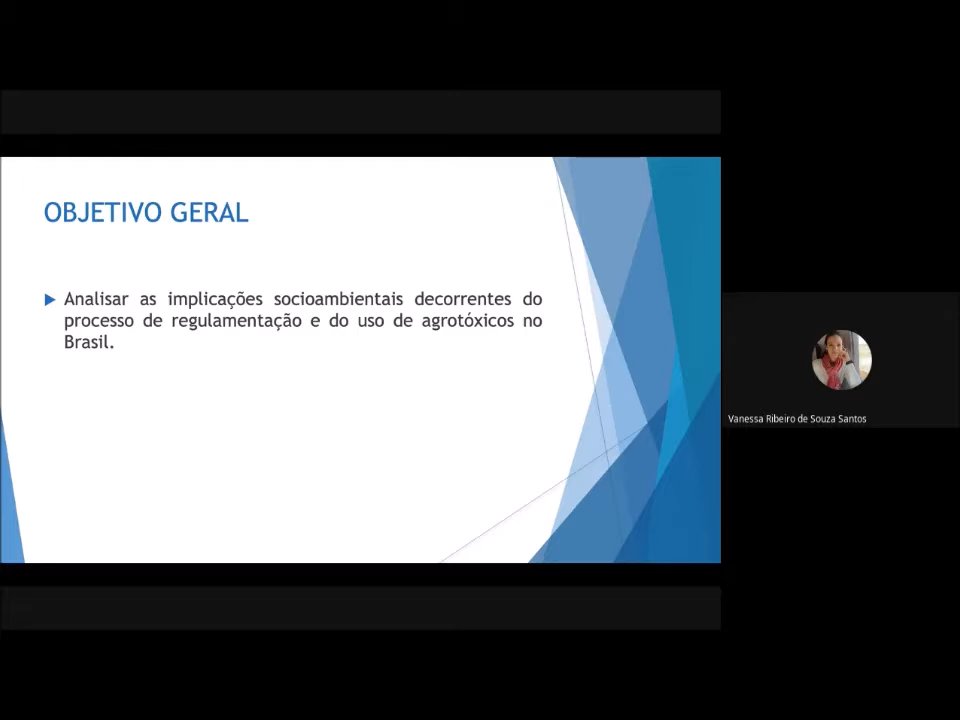 OBJETIVO GERAL
Analisar as implicações socioambientais decorrentes do
processo de regulamentação e do uso de agrotóxicos no
Brasil.
Vanessa Ribeiro de Souza Santos